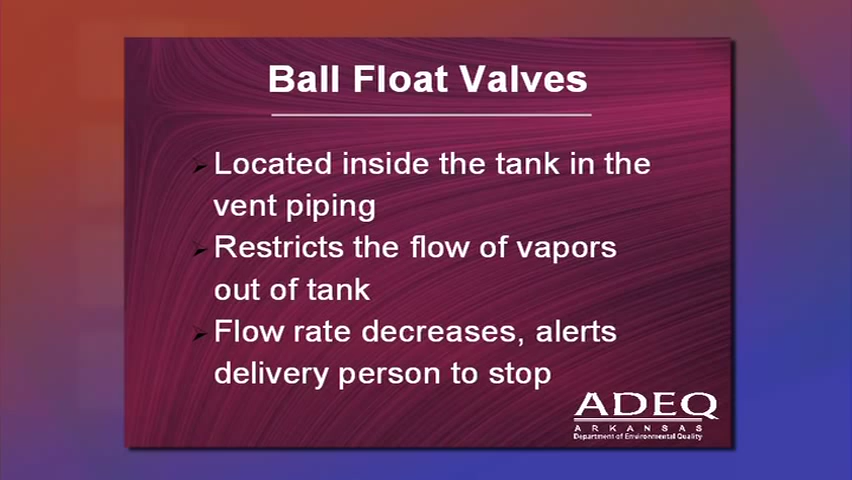 Ball Float Valves
Located inside the tank in the
vent piping
Restricts the flow of vapors
out of tank
Flow rate decreases, alerts
delivery person to stop
ADEQ
ARKANSAS
Department of Environmental Quality